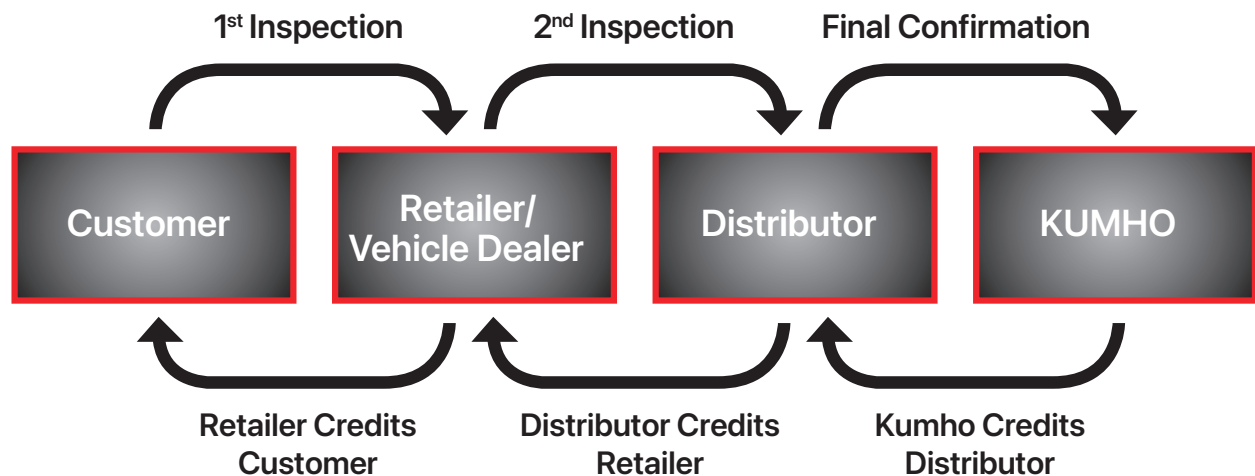 1st Inspection
2nd Inspection
Final Confirmation
Customer
Retailer/
Vehicle Dealer
Distributor
KUMHO
Retailer Credits
Customer
Distributor Credits
Retailer
Kumho Credits
Distributor